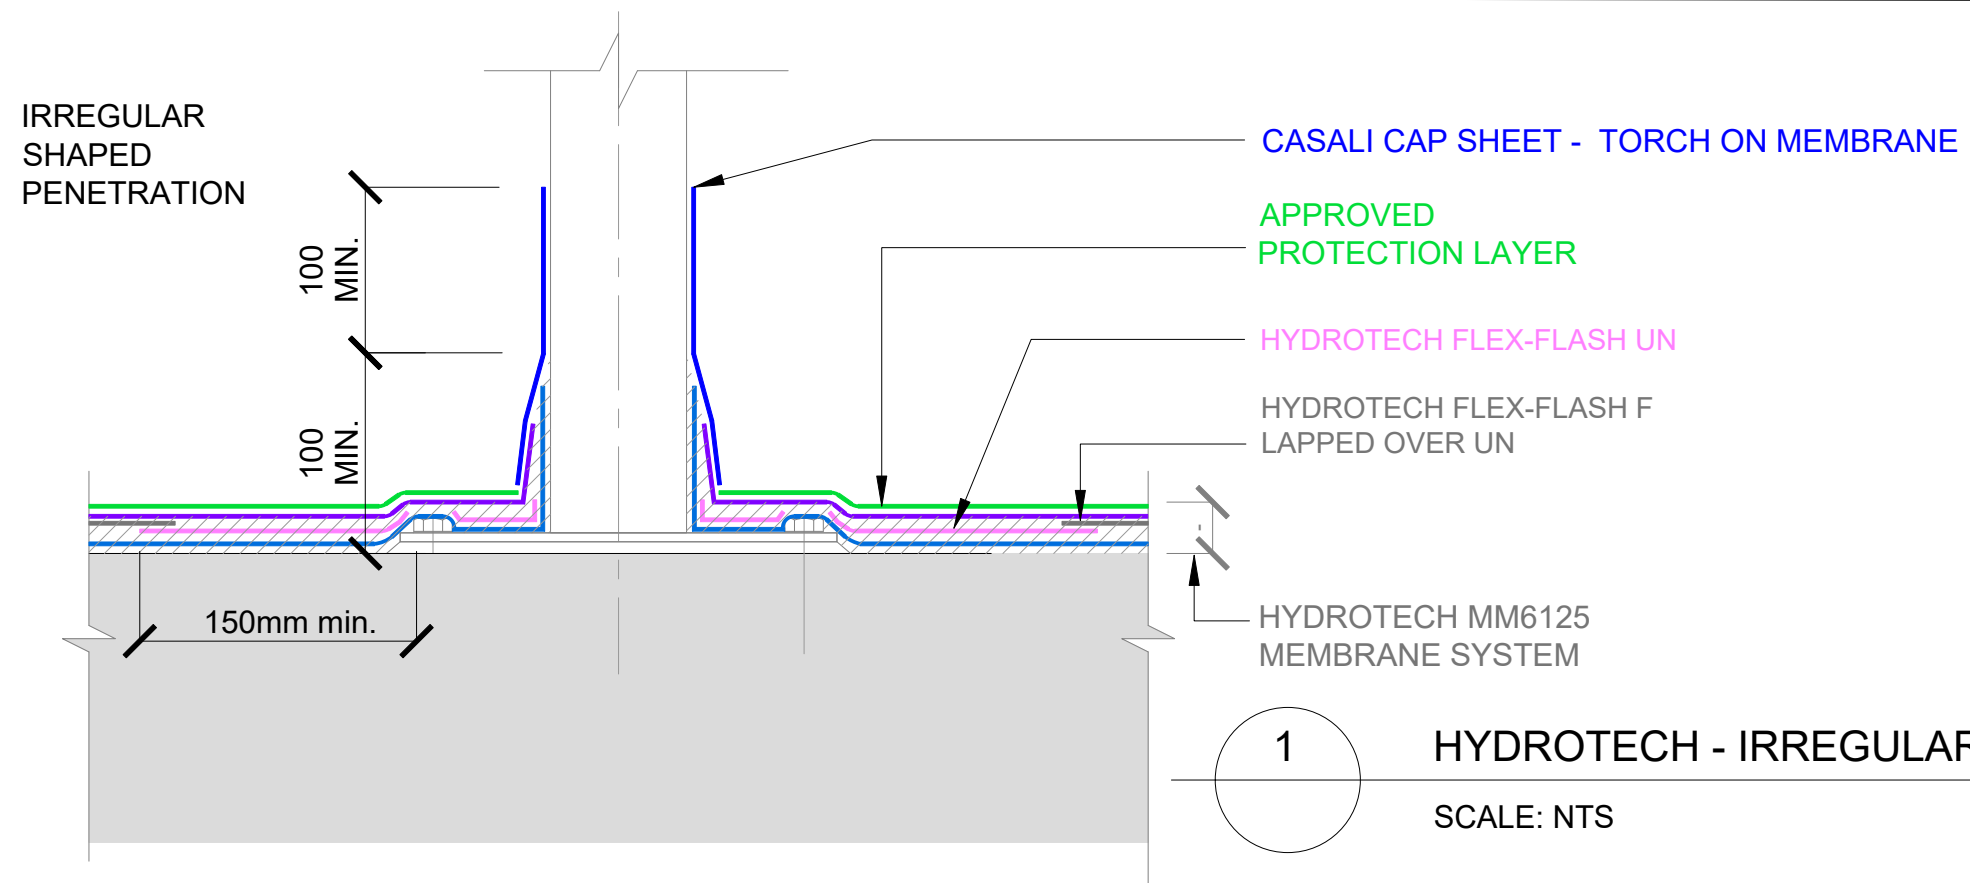 IRREGULAR
SHAPED
PENETRATION
100
MIN.
100
MIN.
150mm min.
CASALI CAP SHEET - TORCH ON MEMBRANE
APPROVED
PROTECTION LAYER
HYDROTECH FLEX-FLASH UN
HYDROTECH FLEX-FLASH F
LAPPED OVER UN
HYDROTECH MM6125
MEMBRANE SYSTEM
1
HYDROTECH - IRREGULAR
SCALE: NTS